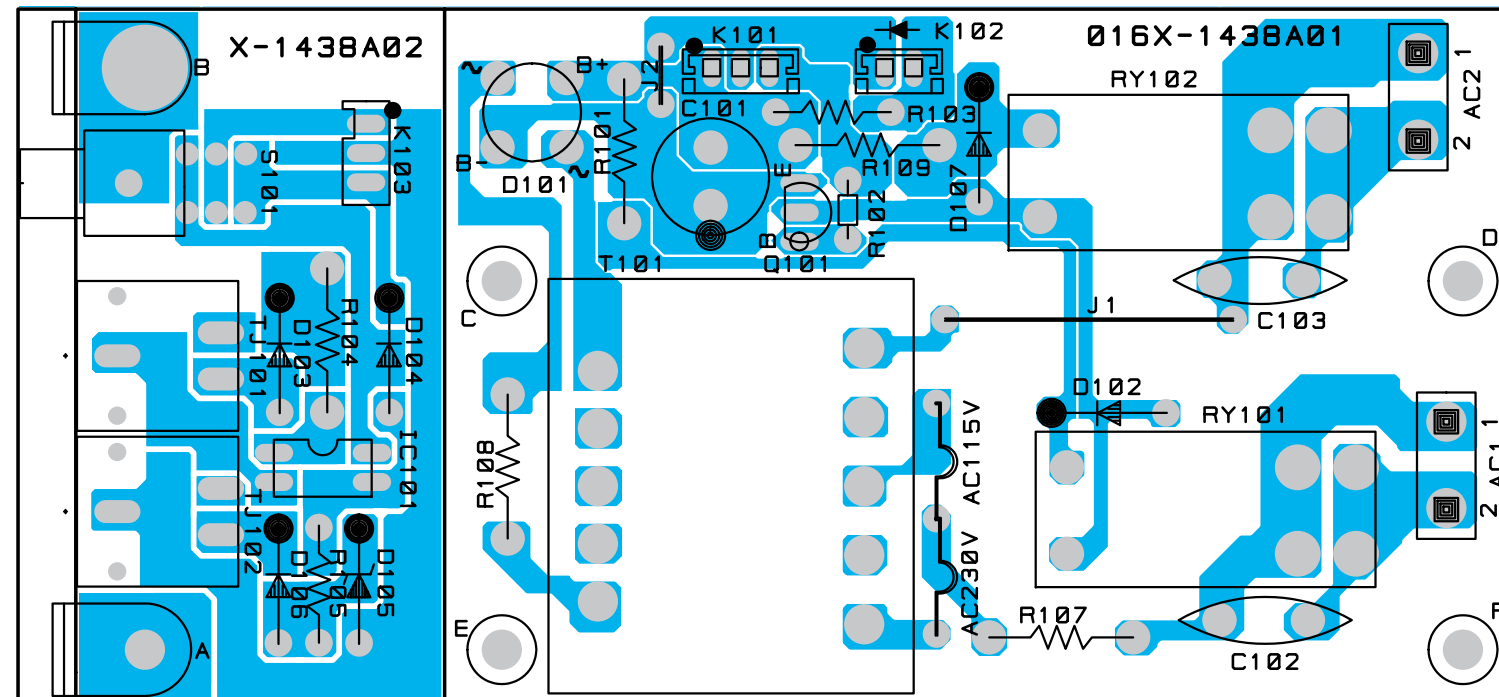 X-1438A02
016X-1438A01
B
K103
S101
TJ101
D103
R104
D104
IC101
TJ102
D106
R105
D105
A
~
B+
B-
~
D101
R101
J2
K101
C101
K102
R103
R109
E
B
Q101
R102
D107
T101
RY102
AC2
1
2
C
D
J1
C103
D102
RY101
AC1
1
2
R108
AC115V
AC230V
E
R107
C102
F